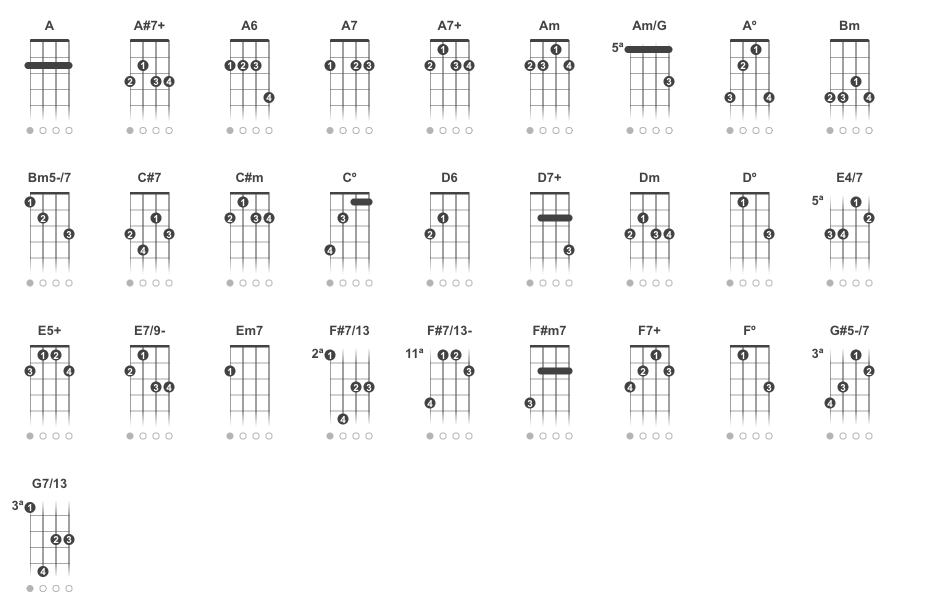 A A#7+ A6 A7 A7+ Am Am/G Aº Bm
1 1 5ª 1
1 2 3 1 2 3 2 3 4 2 3 4 2
2 3 4 3 1
4 3 4 2 3 4
Bm5-/7 C#7 C#m Cº D6 D7+ Dm Dº E4/7
1 1 1 5ª 1
2 1 2 3 4 3 1 1 2
3 2 3 2 2 3 4 3 3 4
4 4 3
E5+ E7/9- Em7 F#7/13 F#7/13- F#m7 F7+ Fº G#5-/7
1 2 1 2ª 1 11ª 1 2 1 1 3ª 1
3 4 2 1 3 2 3 2
3 4 2 3 4 3 3
4 3 4
4
G7/13
3ª 1
2 3
4